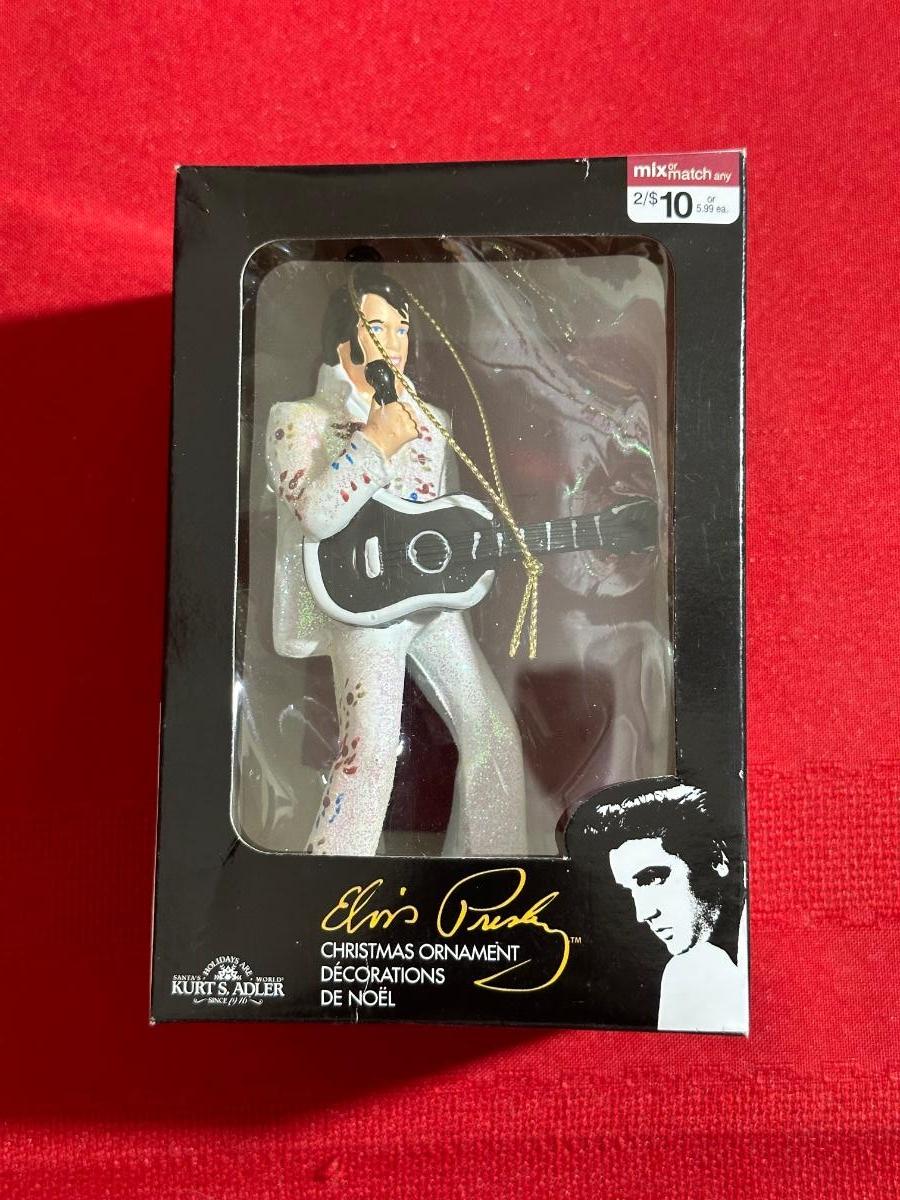 mix or match any
2/$10 or 5.99 ea.
Elvis Presley™
CHRISTMAS ORNAMENT
DÉCORATIONS
DE NOËL
HOLIDAYS ARE
SANTA'S WORLD
KURT S. ADLER
SINCE 1946